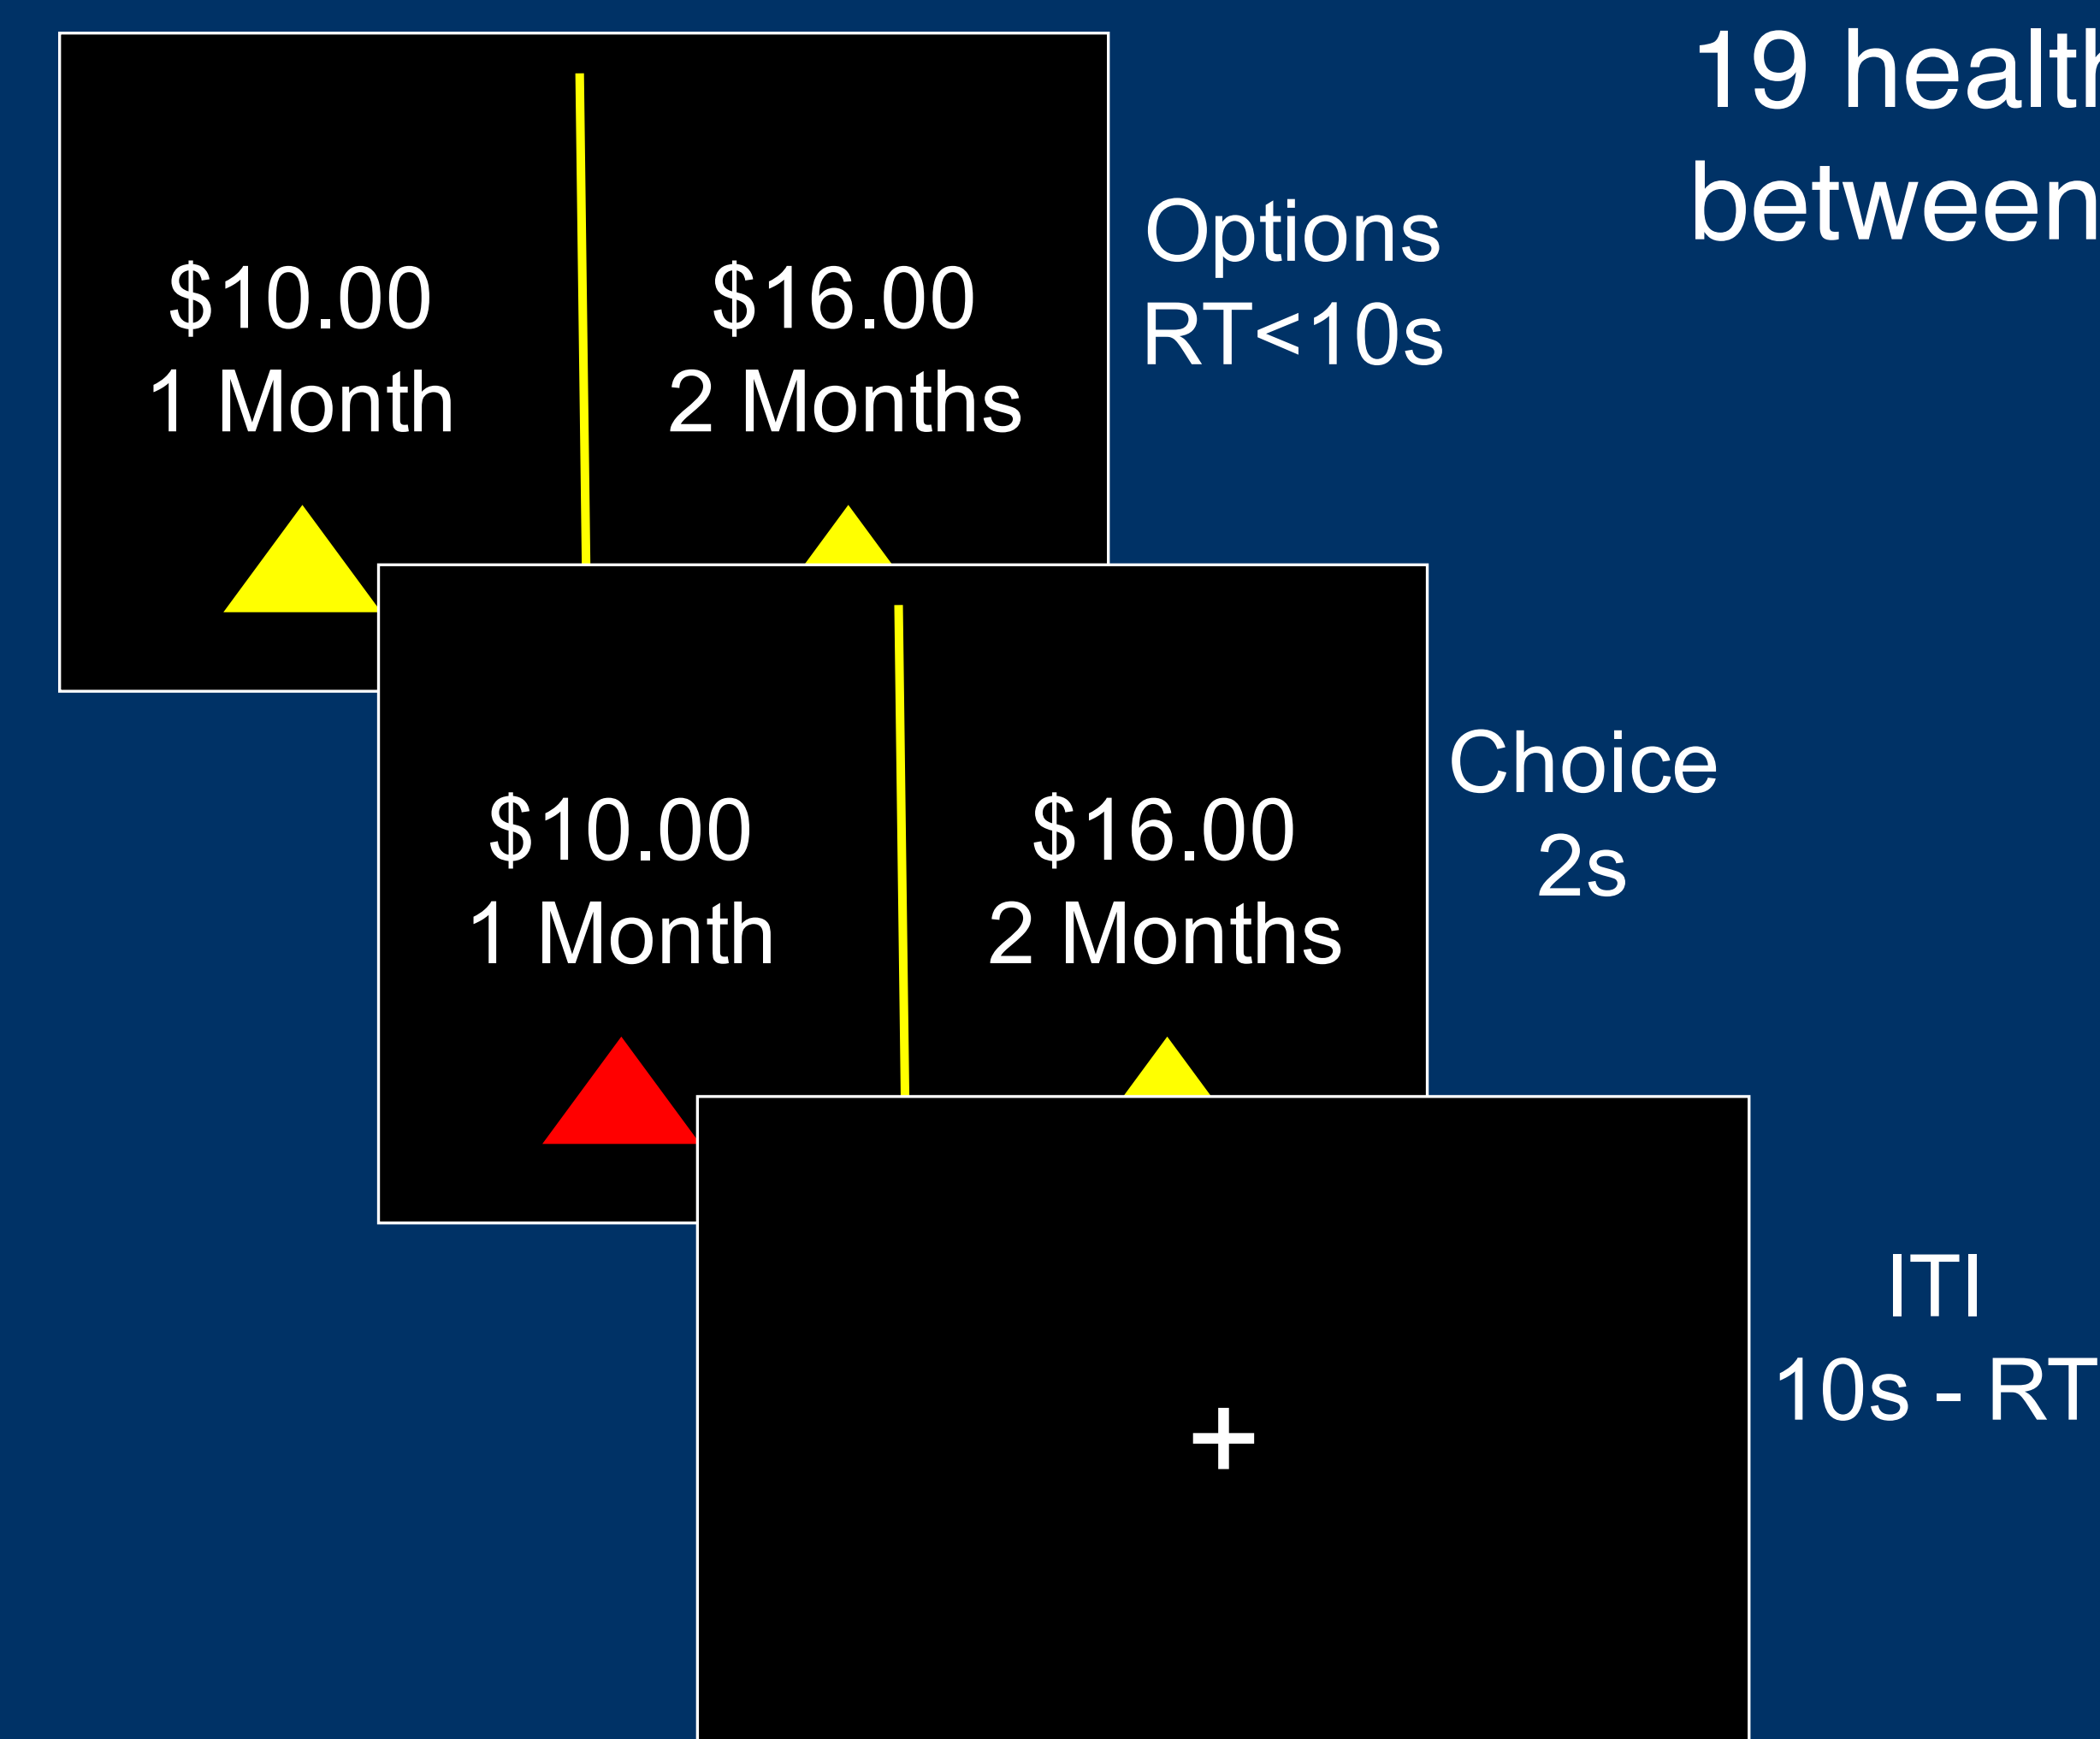 19 healt
between
$10.00 $16.00
1 Month 2 Months
Options
RT<10s
$10.00 $16.00
1 Month 2 Months
Choice
2s
ITI
10s - RT
+